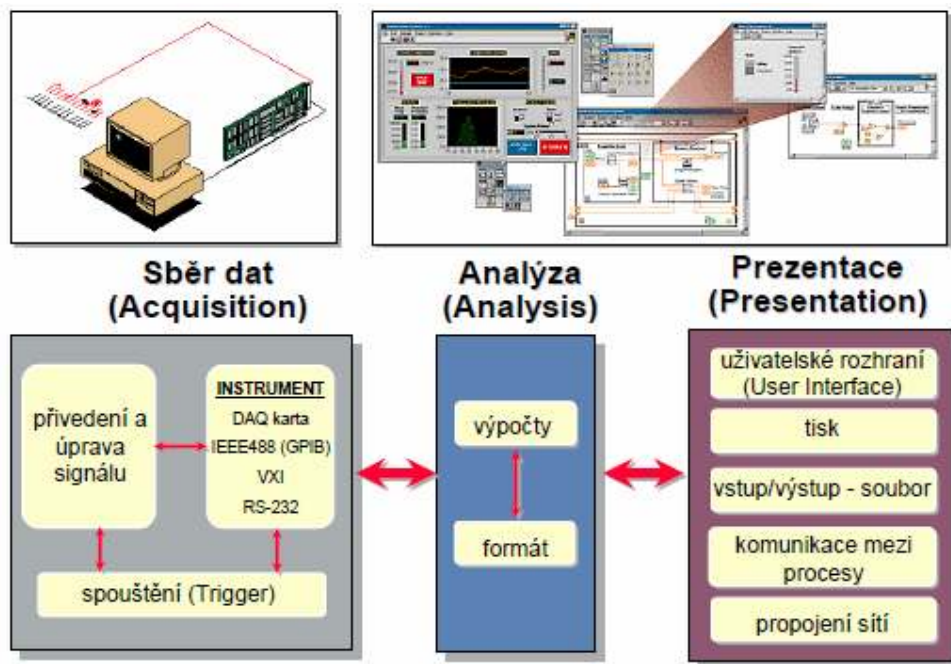 Sběr dat
(Acquisition)
Analýza
(Analysis)
Prezentace
(Presentation)
přivedení a
úprava
signálu
INSTRUMENT
DAQ karta
IEEE488 (GPIB)
VXI
RS-232
spouštění (Trigger)
výpočty
formát
uživatelské rozhraní
(User Interface)
tisk
vstup/výstup - soubor
komunikace mezi
procesy
propojení sítí